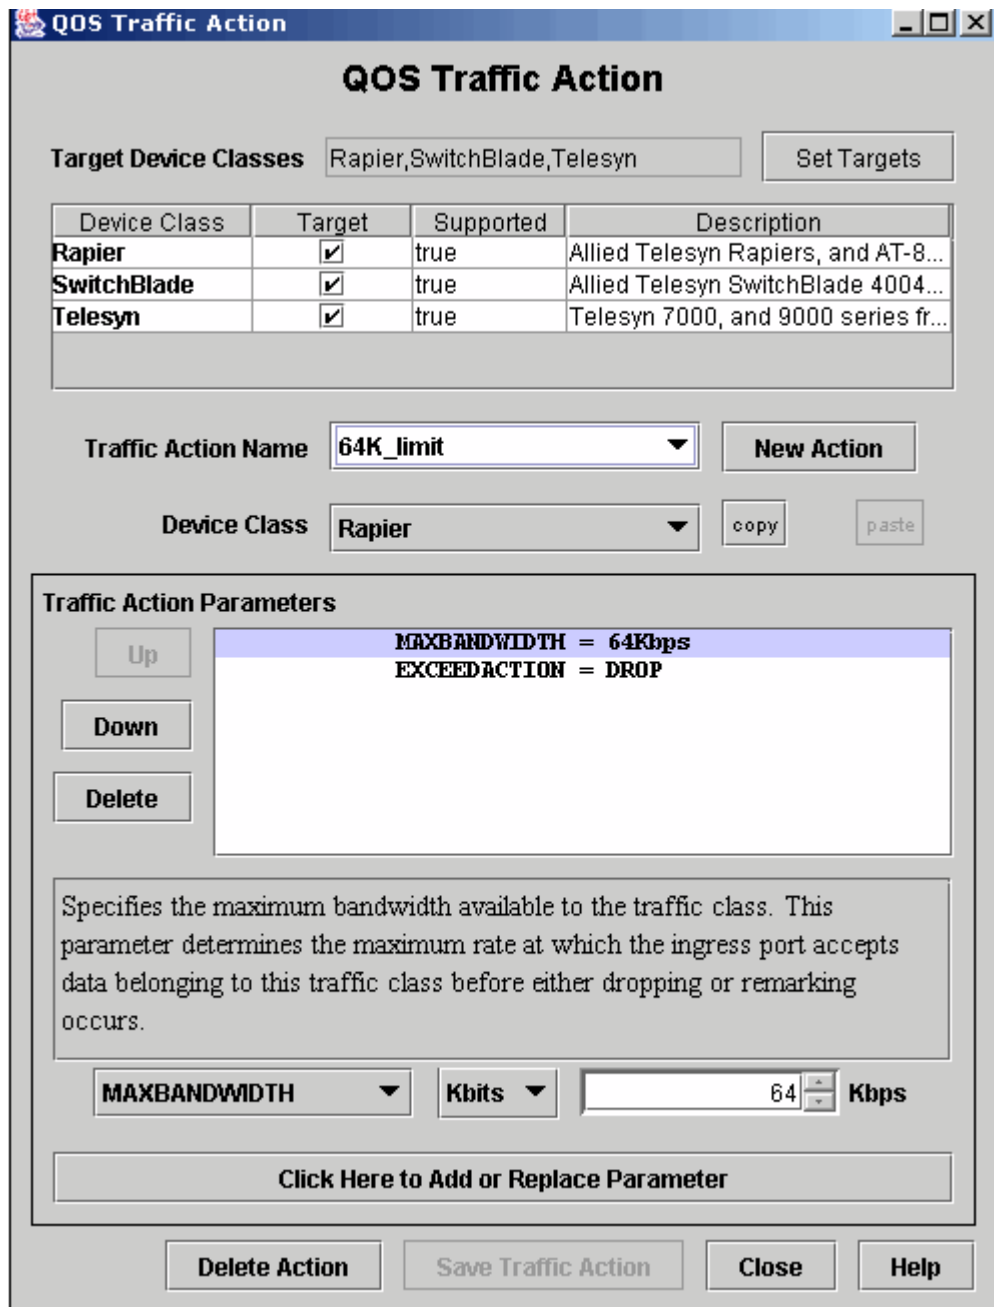 QOS Traffic Action
QOS Traffic Action
Target Device Classes Rapier,SwitchBlade,Telesyn Set Targets
Device Class Target Supported Description
Rapier true Allied Telesyn Rapiers, and AT-8...
SwitchBlade true Allied Telesyn SwitchBlade 4004...
Telesyn true Telesyn 7000, and 9000 series fr...
Traffic Action Name 64K_limit New Action
Device Class Rapier copy paste
Traffic Action Parameters
Up
MAXBANDWIDTH = 64Kbps
EXCEEDACTION = DROP
Down
Delete
Specifies the maximum bandwidth available to the traffic class. This
parameter determines the maximum rate at which the ingress port accepts
data belonging to this traffic class before either dropping or remarking
occurs.
MAXBANDWIDTH Kbits 64 Kbps
Click Here to Add or Replace Parameter
Delete Action Save Traffic Action Close Help